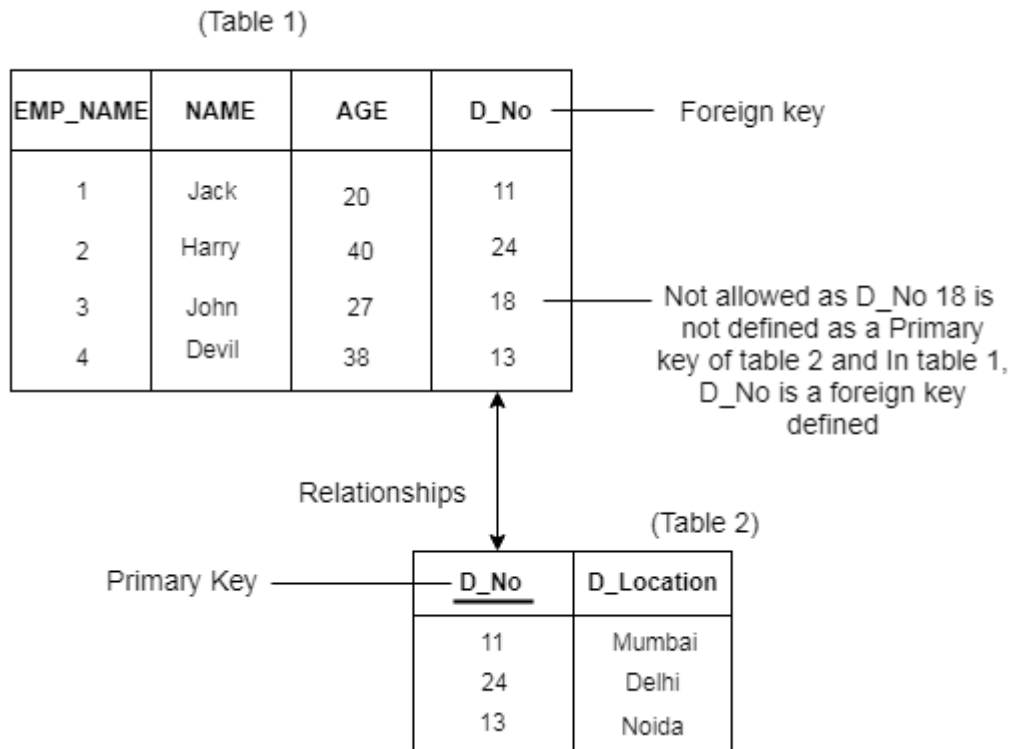 (Table 1)
EMP_NAME NAME AGE D_No Foreign key
1 Jack 20 11
2 Harry 40 24
3 John 27 18
4 Devil 38 13
Not allowed as D_No 18 is
not defined as a Primary
key of table 2 and In table 1,
D_No is a foreign key
defined
Relationships
(Table 2)
Primary Key D_No D_Location
11 Mumbai
24 Delhi
13 Noida